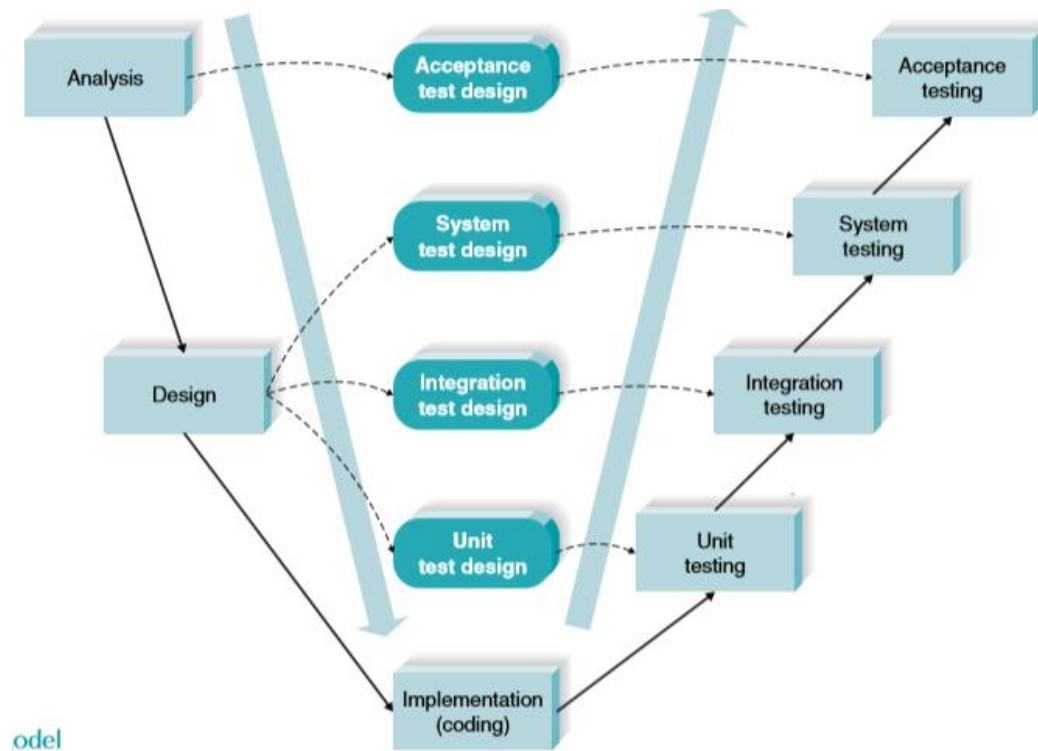 Analysis
Acceptance
test design
Acceptance
testing
System
test design
System
testing
Design
Integration
test design
Integration
testing
Unit
test design
Unit
testing
Implementation
(coding)
odel